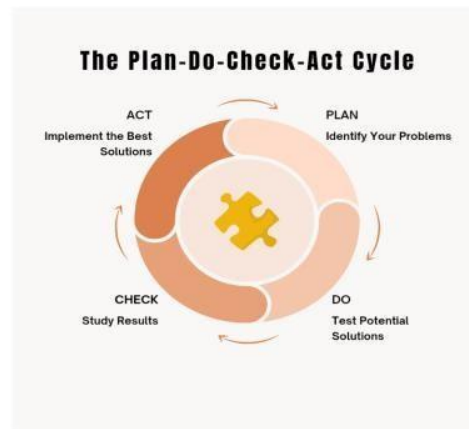 The Plan-Do-Check-Act Cycle
ACT
Implement the Best
Solutions
PLAN
Identify Your Problems
CHECK
Study Results
DO
Test Potential
Solutions